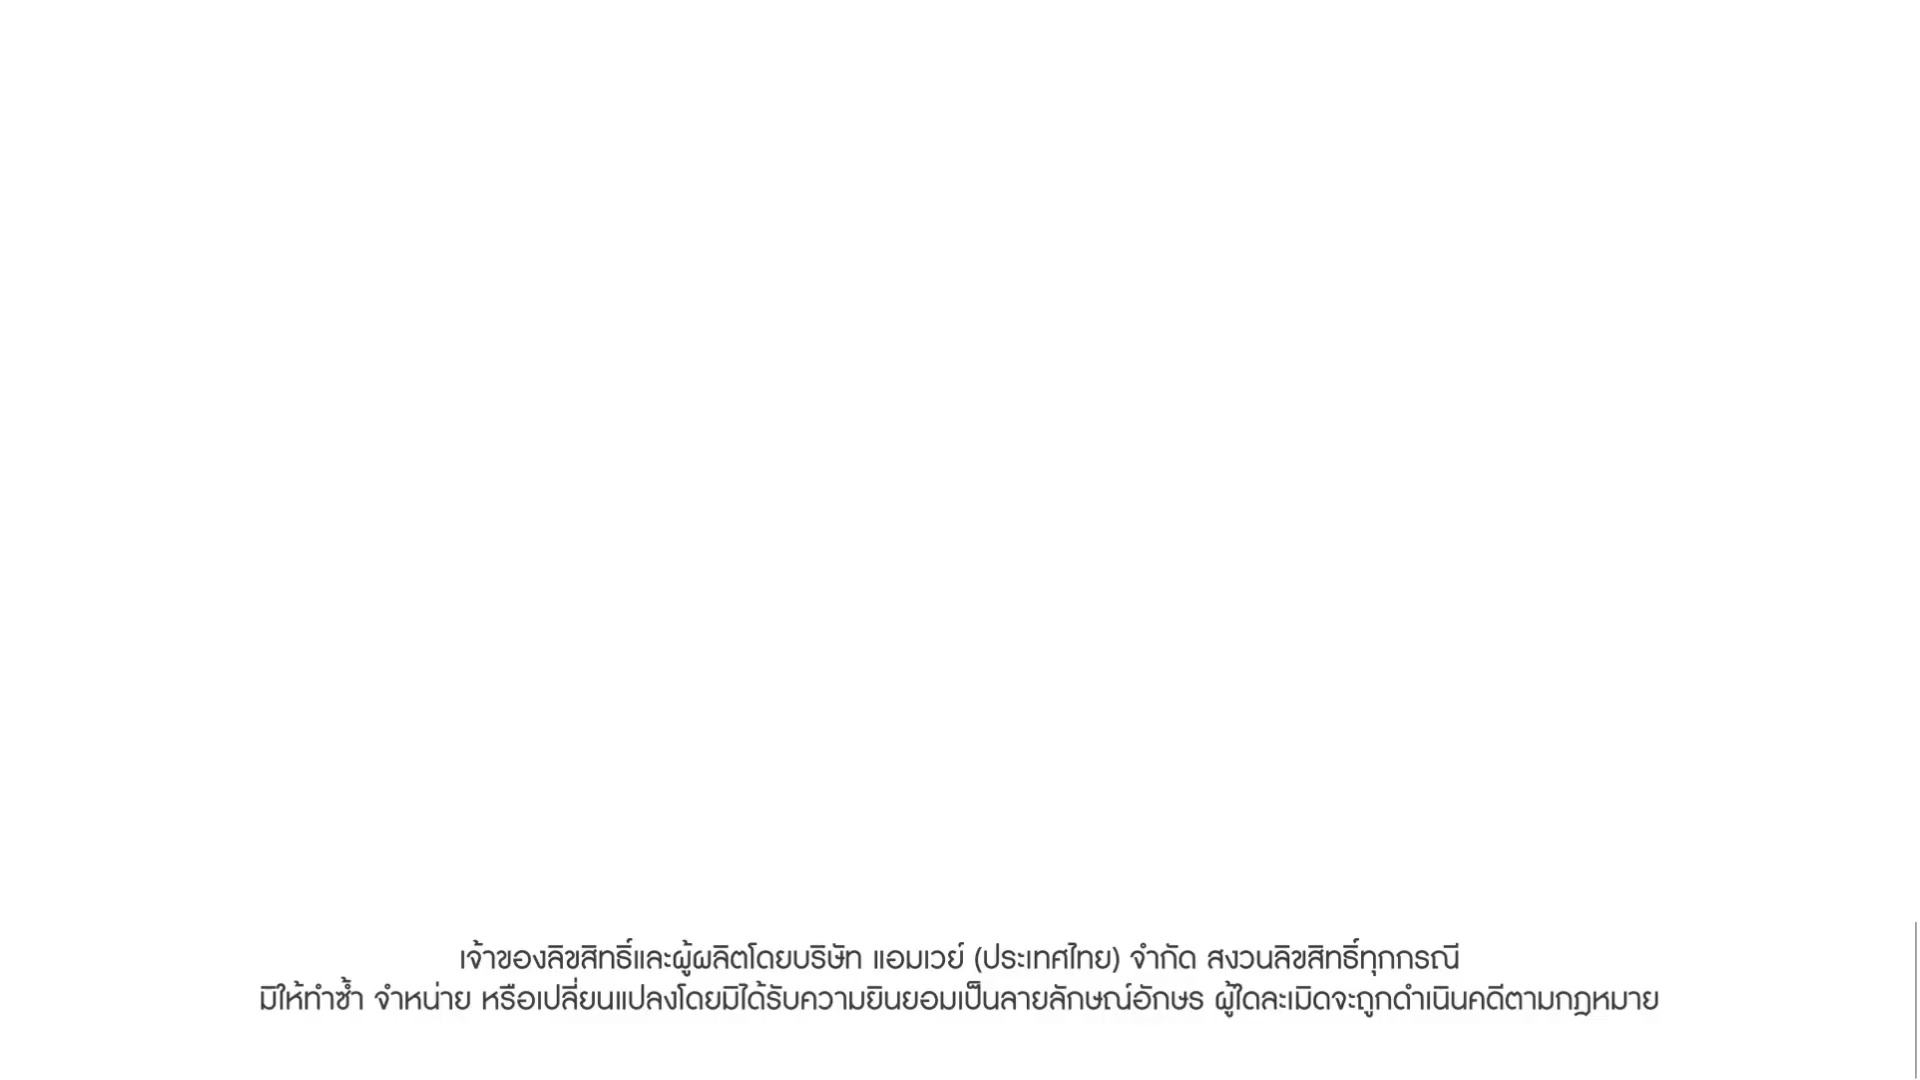 เจ้าของลิขสิทธิ์และผู้ผลิตโดยบริษัท แอมเวย์ (ประเทศไทย) จำกัด สงวนลิขสิทธิ์ทุกกรณี
มิให้ทำซ้ำ จำหน่าย หรือเปลี่ยนแปลงโดยมิได้รับความยินยอมเป็นลายลักษณ์อักษร ผู้ใดละเมิดจะถูกดำเนินคดีตามกฎหมาย